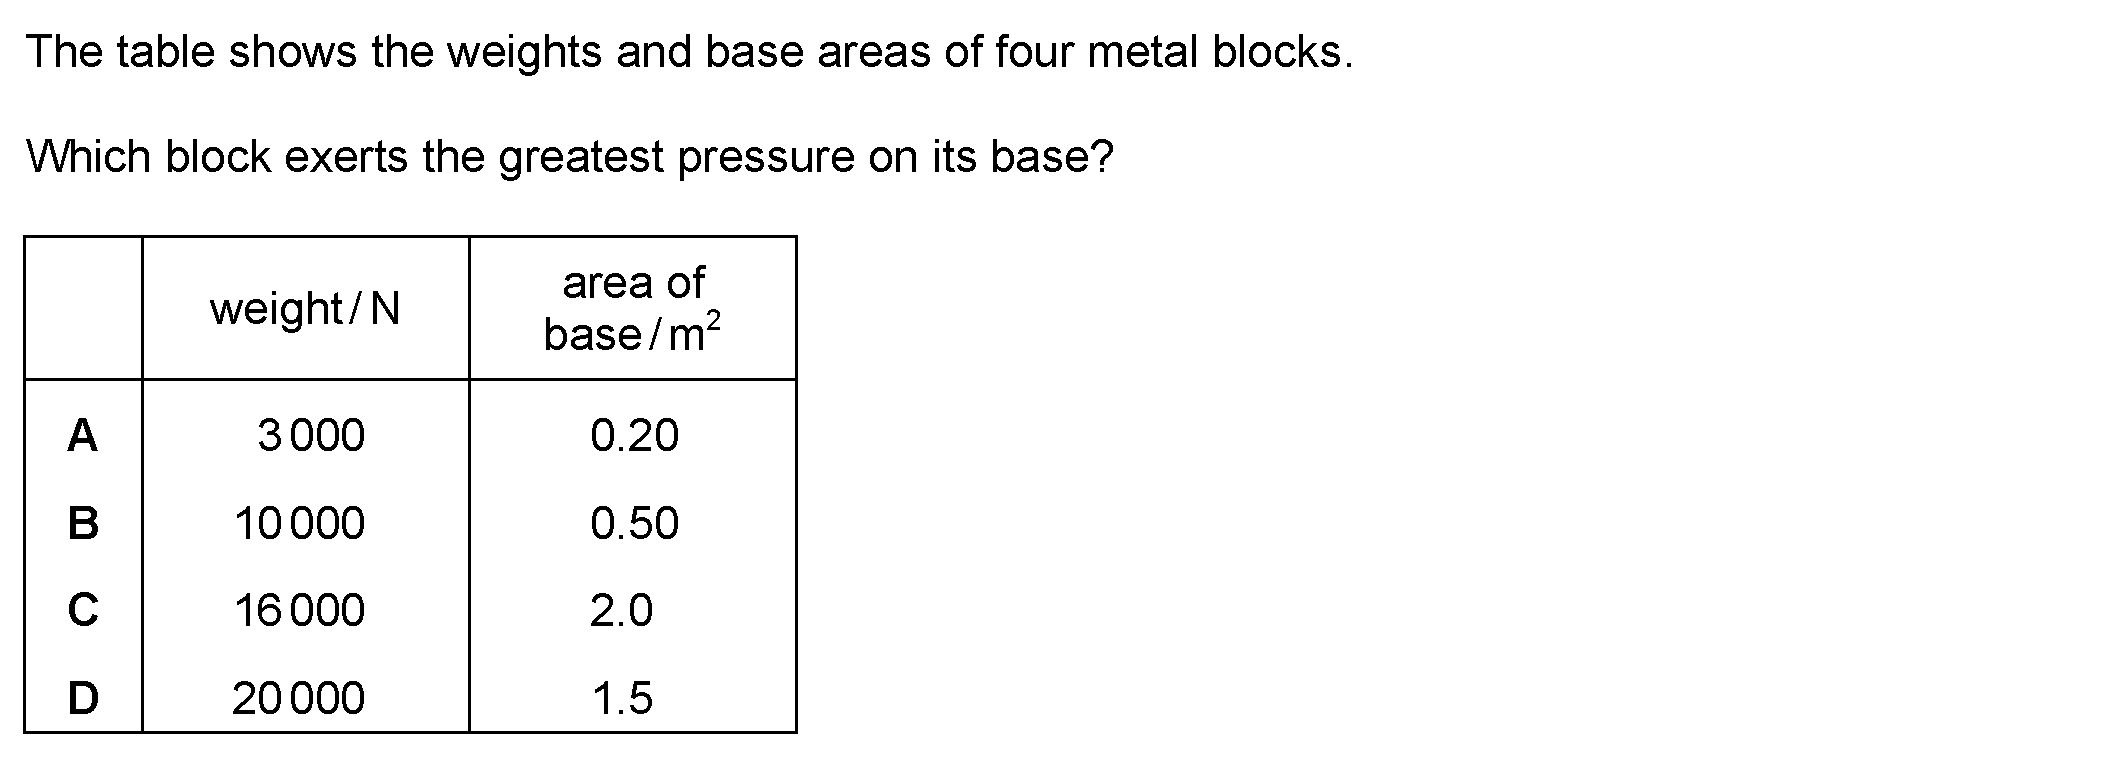 The table shows the weights and base areas of four metal blocks.
Which block exerts the greatest pressure on its base?
weight / N
area of
base / m²
A 3 000 0.20
B 10 000 0.50
C 16 000 2.0
D 20 000 1.5